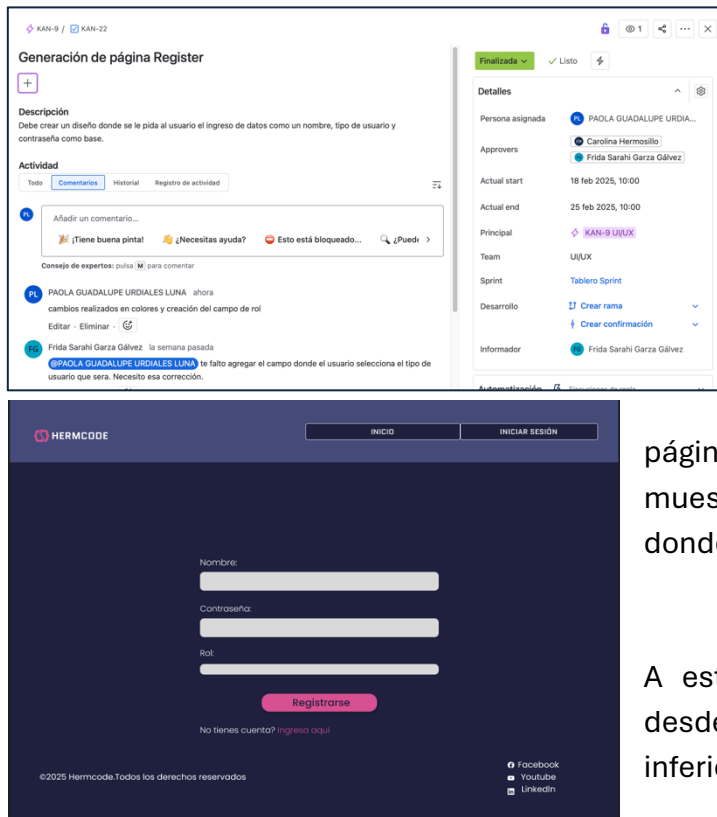 KAN-9 / KAN-22
1
Generación de página Register
Descripción
Debe crear un diseño donde se le pida al usuario el ingreso de datos como un nombre, tipo de usuario y
contraseña como base.
Actividad
Todo Comentarios Historial Registro de actividad
PL
Añadir un comentario...
¡Tiene buena pinta! ¿Necesitas ayuda? Esto está bloqueado...
Consejo de expertos: pulsa M para comentar
PL PAOLA GUADALUPE URDIALES LUNA ahora
cambios realizados en colores y creación del campo de rol
Editar · Eliminar ·
FG Frida Sarahi Garza Gálvez la semana pasada
@PAOLA GUADALUPE URDIALES LUNA te falto agregar el campo donde el usuario selecciona el tipo de
usuario que sera. Necesito esa corrección.
Finalizada Listo
Detalles
Persona asignada PL PAOLA GUADALUPE URDIA...
Approvers Carolina Hermosillo
FG Frida Sarahi Garza Gálvez
Actual start 18 feb 2025, 10:00
Actual end 25 feb 2025, 10:00
Principal KAN-9 UI/UX
Team UI/UX
Sprint Tablero Sprint
Desarrollo Crear rama
Crear confirmación
Informador FG Frida Sarahi Garza Gálvez
Automatización
HERMCODE
INICIO INICIAR SESIÓN
Nombre:
Contraseña:
Rol:
Registrarse
No tienes cuenta? Ingresa aquí
©2025 Hermcode.Todos los derechos reservados
Facebook
Youtube
LinkedIn
A